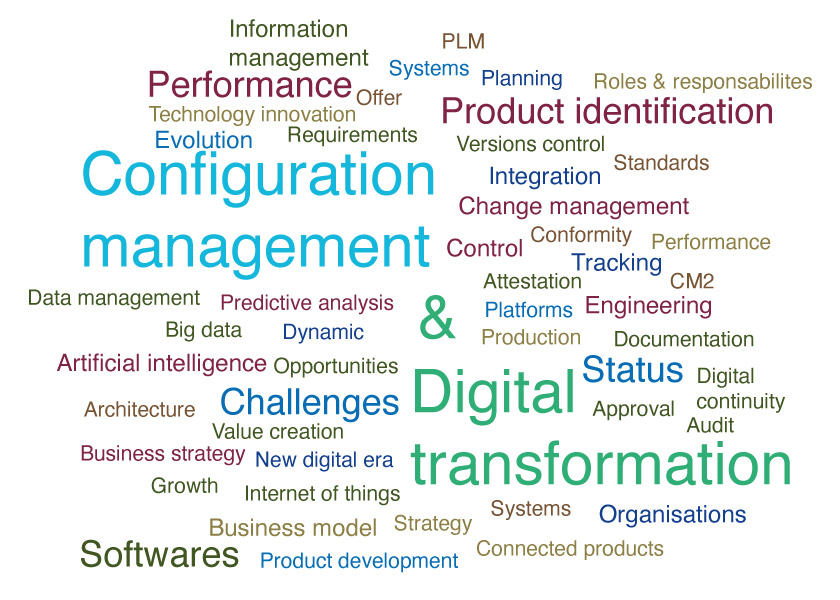 Information
management
PLM
Systems
Planning
Roles & responsabilites
Performance
Offer
Product identification
Technology innovation
Evolution
Requirements
Versions control
Standards
Configuration
management
Integration
Change management
Conformity
Performance
Control
Tracking
Attestation
CM2
Data management
Predictive analysis
&
Platforms
Engineering
Big data
Dynamic
Production
Documentation
Artificial intelligence
Opportunities
Status
Digital
continuity
Architecture
Challenges
Digital
transformation
Approval
Audit
Value creation
Business strategy
New digital era
Growth
Internet of things
Systems
Organisations
Business model
Strategy
Softwares
Product development
Connected products